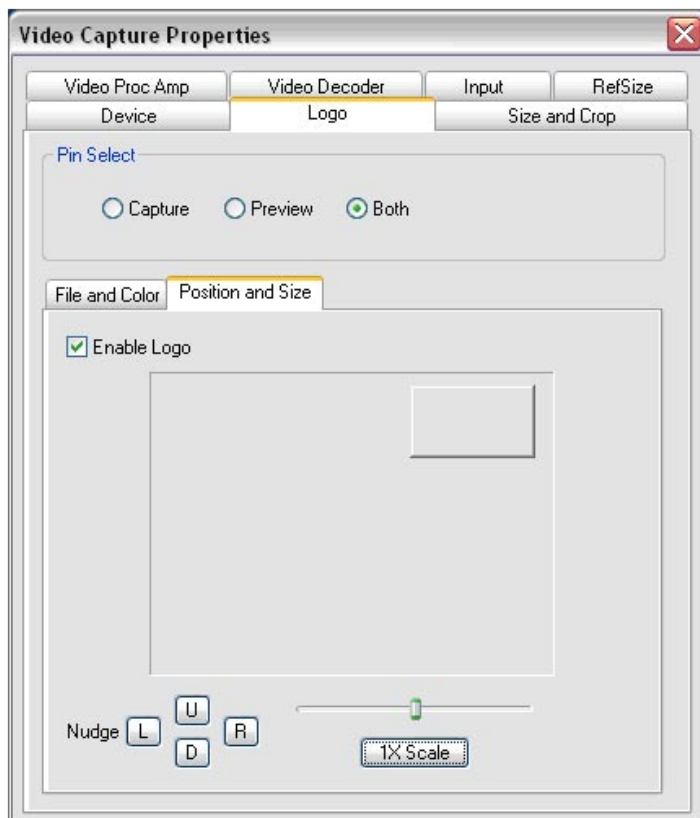 Video Capture Properties
Video Proc Amp Video Decoder Input RefSize
Device Logo Size and Crop
Pin Select
Capture Preview Both
File and Color Position and Size
Enable Logo
U
Nudge L R
D
1X Scale